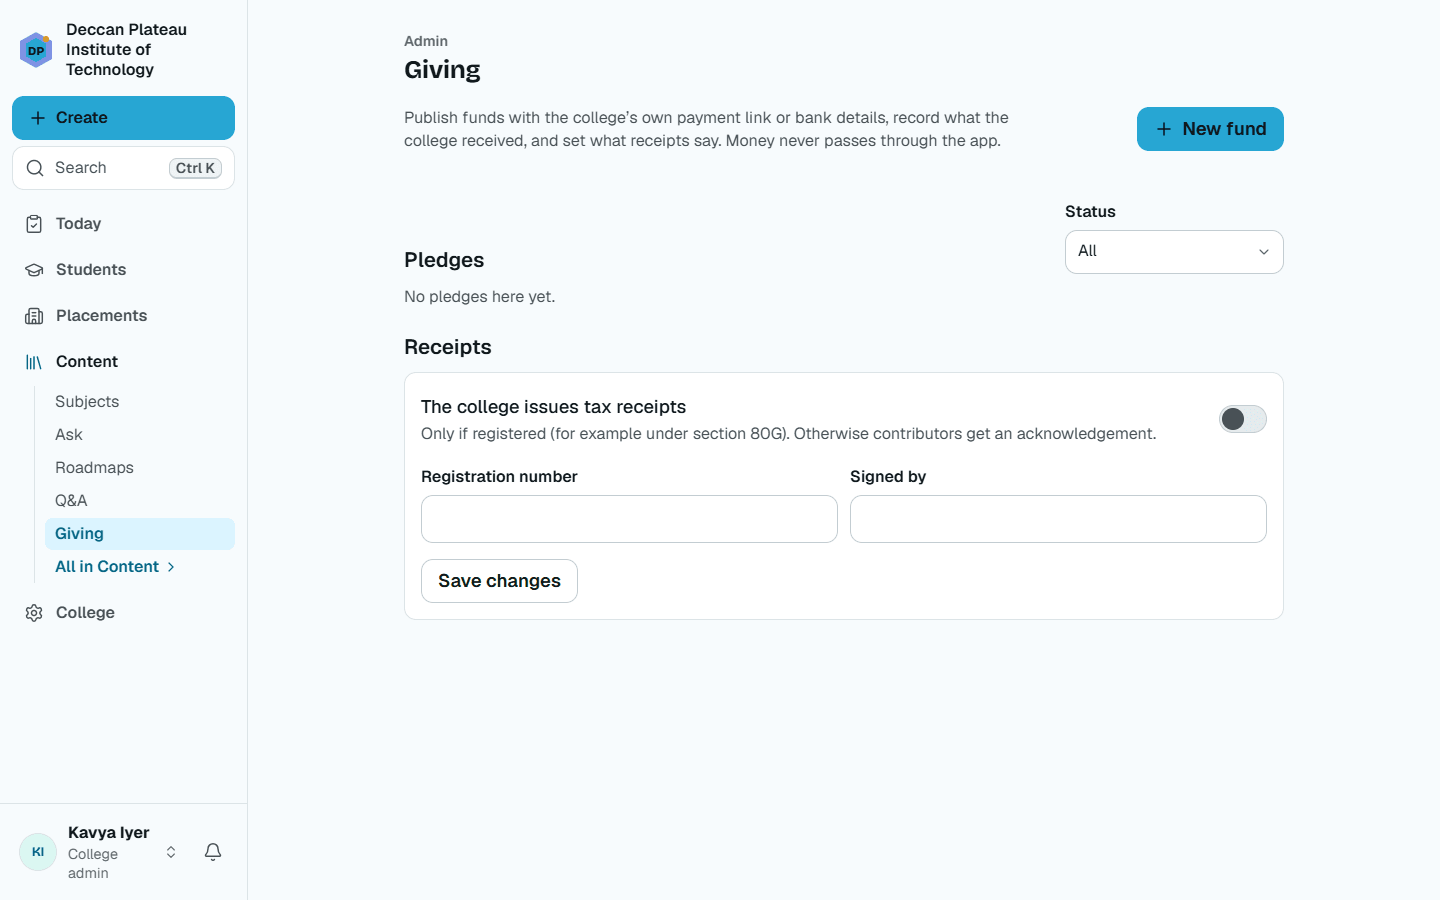 DP
Deccan Plateau
Institute of
Technology
Create
Search
Ctrl K
Today
Students
Placements
Content
Subjects
Ask
Roadmaps
Q&A
Giving
All in Content
College
Kavya Iyer
KI
College
admin
Admin
Giving
Publish funds with the college’s own payment link or bank details, record what the
college received, and set what receipts say. Money never passes through the app.
New fund
Status
All
Pledges
No pledges here yet.
Receipts
The college issues tax receipts
Only if registered (for example under section 80G). Otherwise contributors get an acknowledgement.
Registration number
Signed by
Save changes